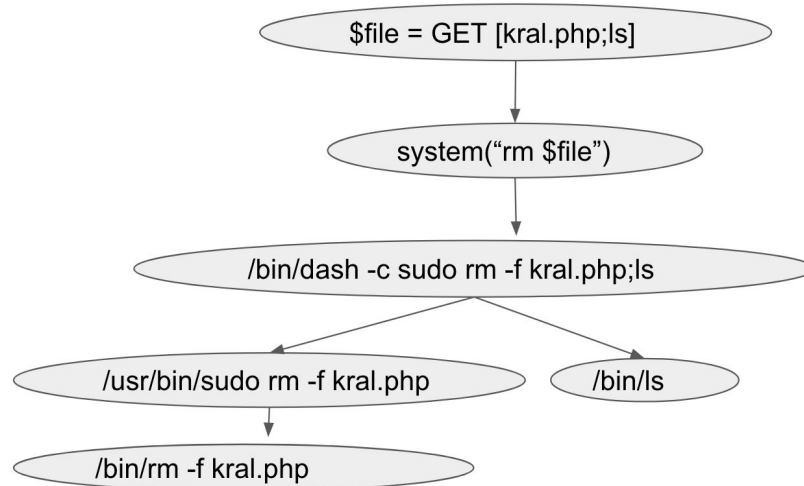 $file = GET [kral.php;ls]
system(“rm $file”)
/bin/dash -c sudo rm -f kral.php;ls
/usr/bin/sudo rm -f kral.php
/bin/ls
/bin/rm -f kral.php